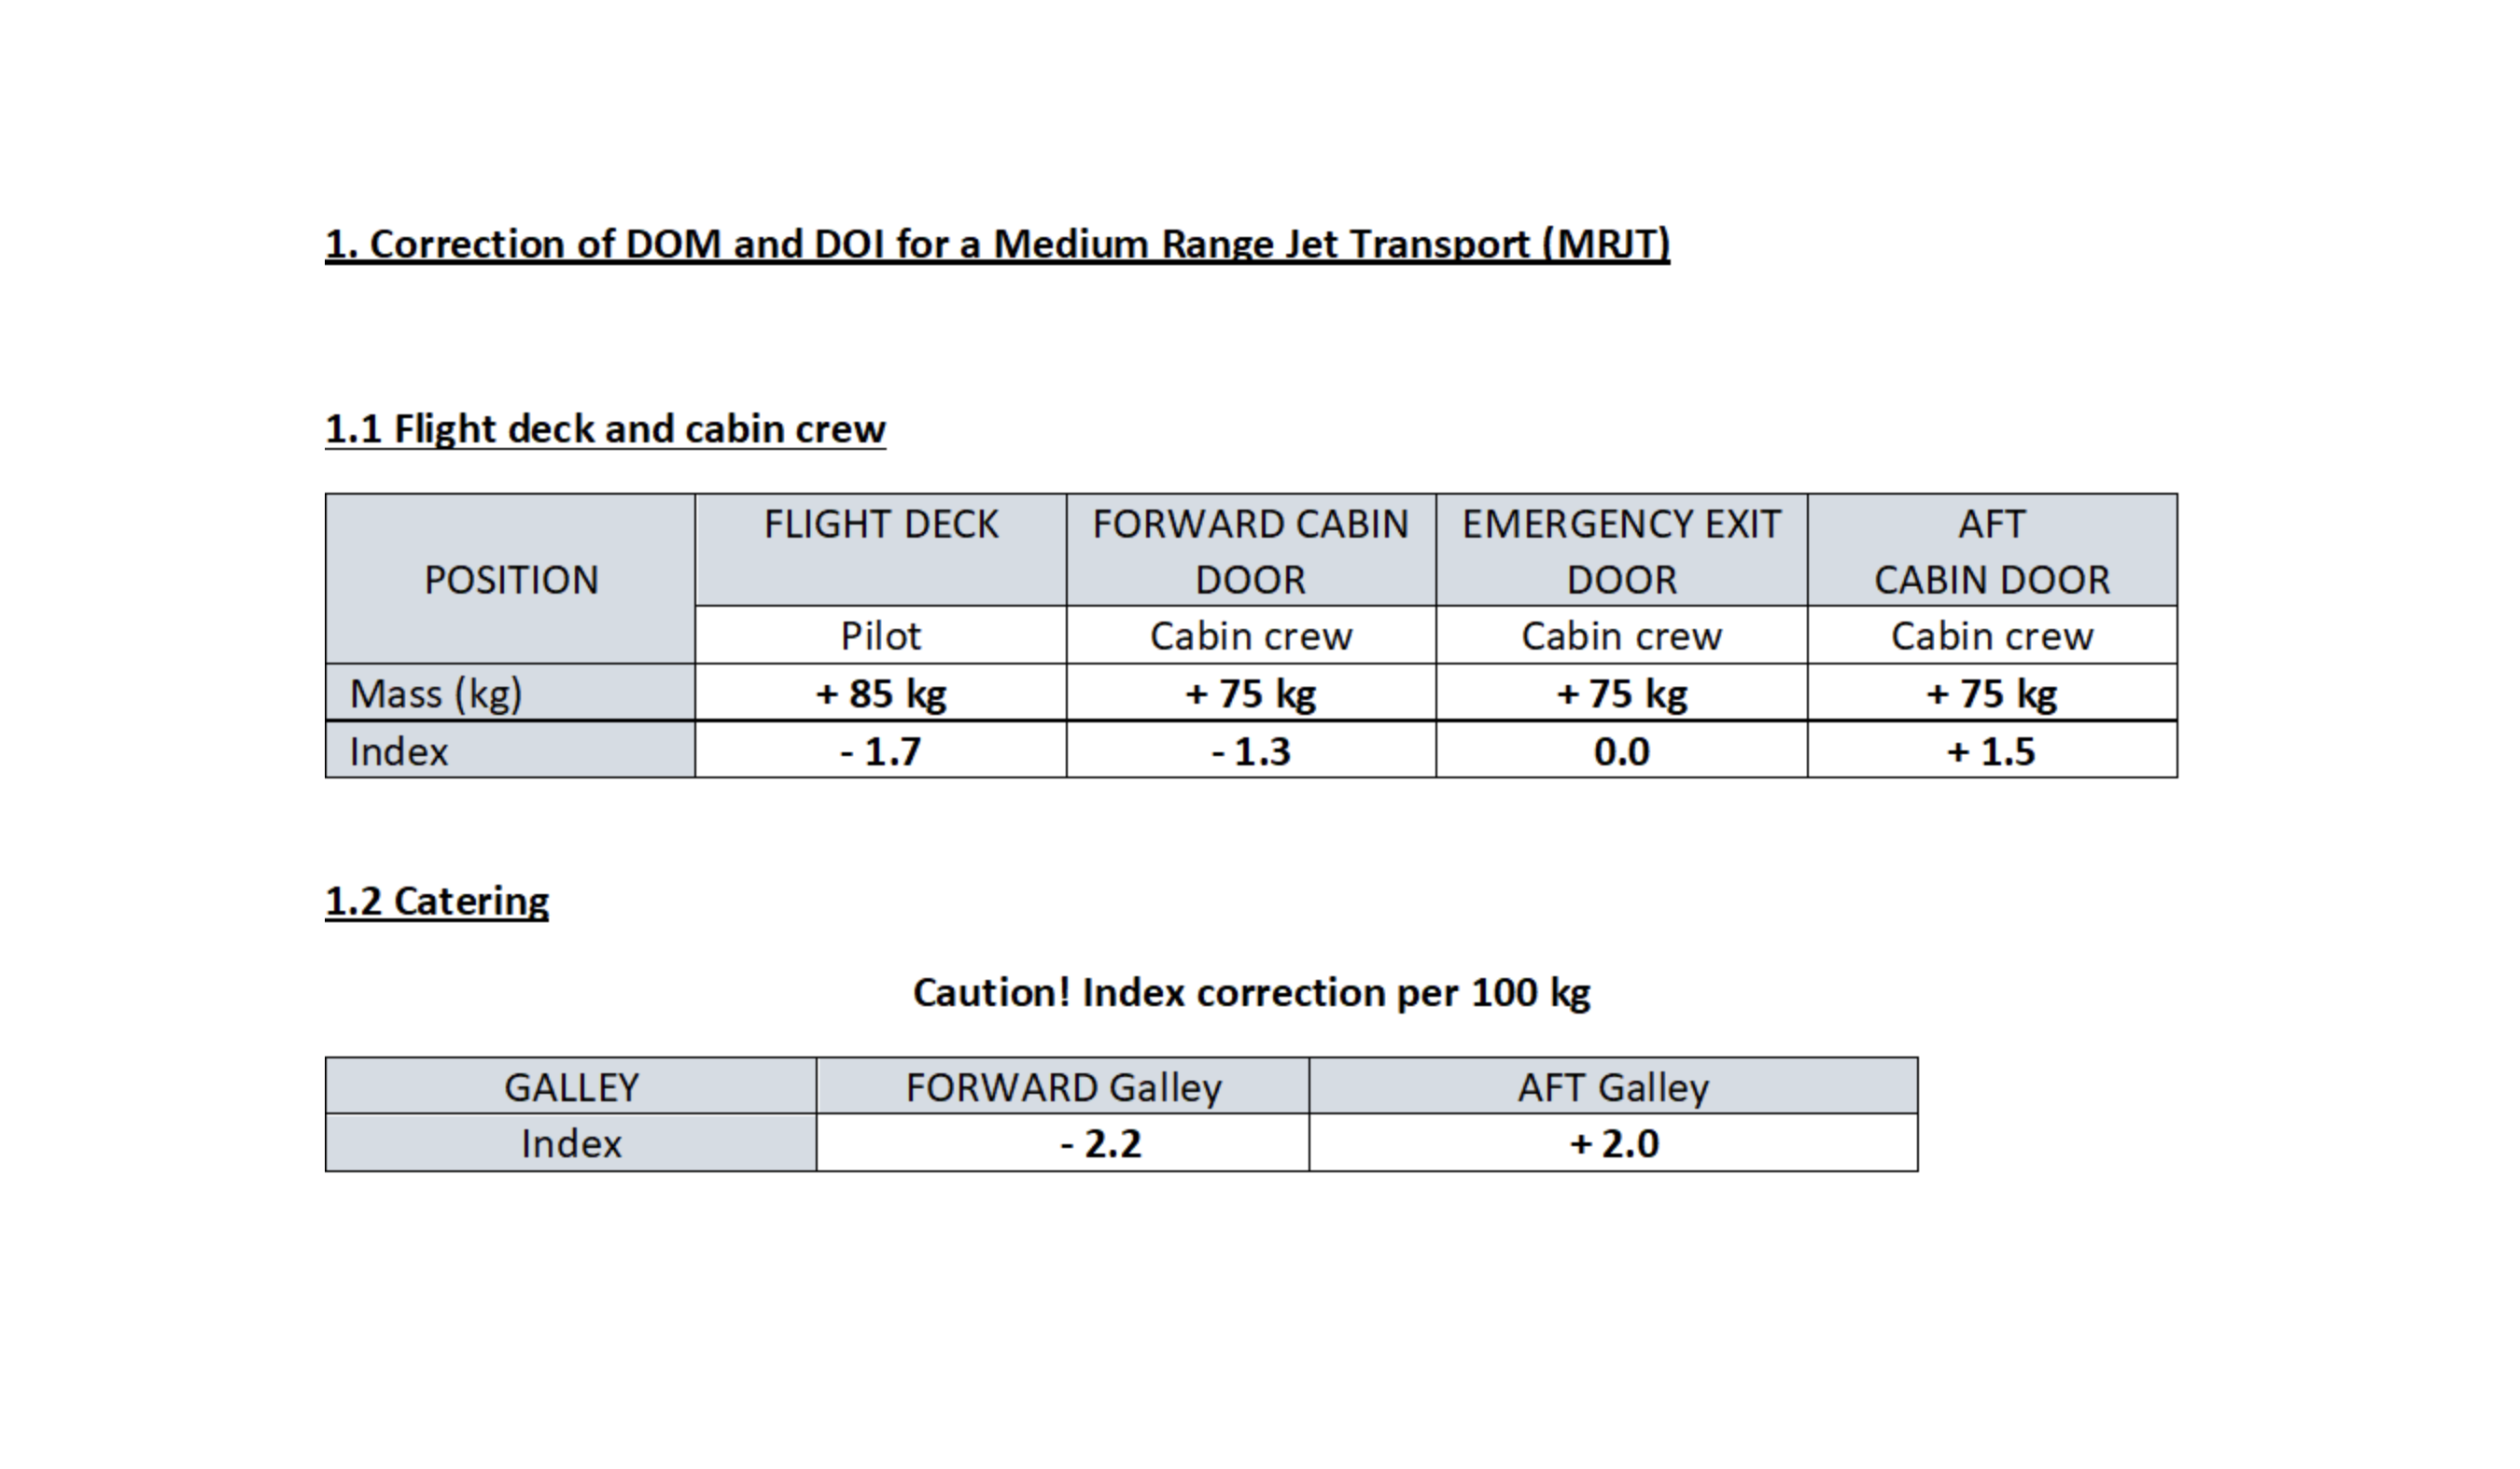 1. Correction of DOM and DOI for a Medium Range Jet Transport (MRJT)
1.1 Flight deck and cabin crew
POSITION
FLIGHT DECK
FORWARD CABIN
DOOR
EMERGENCY EXIT
DOOR
AFT
CABIN DOOR
Pilot
Cabin crew
Cabin crew
Cabin crew
Mass (kg)
+ 85 kg
+ 75 kg
+ 75 kg
+ 75 kg
Index
- 1.7
- 1.3
0.0
+ 1.5
1.2 Catering
Caution! Index correction per 100 kg
GALLEY
FORWARD Galley
AFT Galley
Index
- 2.2
+ 2.0